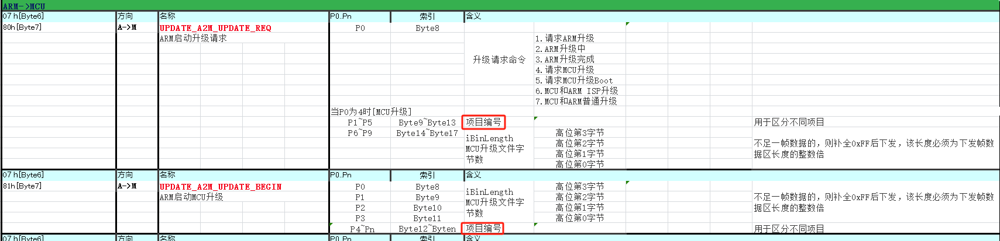 ARM->MCU
07h[Byte6] 方向 名称 P0..Pn 索引 含义
80h[Byte7] A->M UPDATE_A2M_UPDATE_REQ P0 Byte8
ARM启动升级请求 1.请求ARM升级
2.ARM升级中
升级请求命令 3.ARM升级完成
4.请求MCU升级
5.请求MCU升级Boot
6.MCU和ARM ISP升级
7.MCU和ARM普通升级
当P0为4时[MCU升级]
P1~P5 Byte9~Byte13 项目编号 用于区分不同项目
P6~P9 Byte14~Byte17 高位第3字节
iBinLength 高位第2字节 不足一帧数据的,则补全0xFF后下发,该长度必须为下发帧数
MCU升级文件字 高位第1字节 据区长度的整数倍
节数 高位第0字节
07h[Byte6] 方向 名称 P0..Pn 索引 含义
81h[Byte7] A->M UPDATE_A2M_UPDATE_BEGIN P0 Byte8 高位第3字节
ARM启动MCU升级 P1 Byte9 iBinLength 高位第2字节 不足一帧数据的,则补全0xFF后下发,该长度必须为下发帧数
P2 Byte10 MCU升级文件字 高位第1字节 据区长度的整数倍
P3 Byte11 节数 高位第0字节
P4~Pn Byte12~Byten 项目编号 用于区分不同项目
07h[Byte6] 方向 名称 P0..Pn 索引 含义